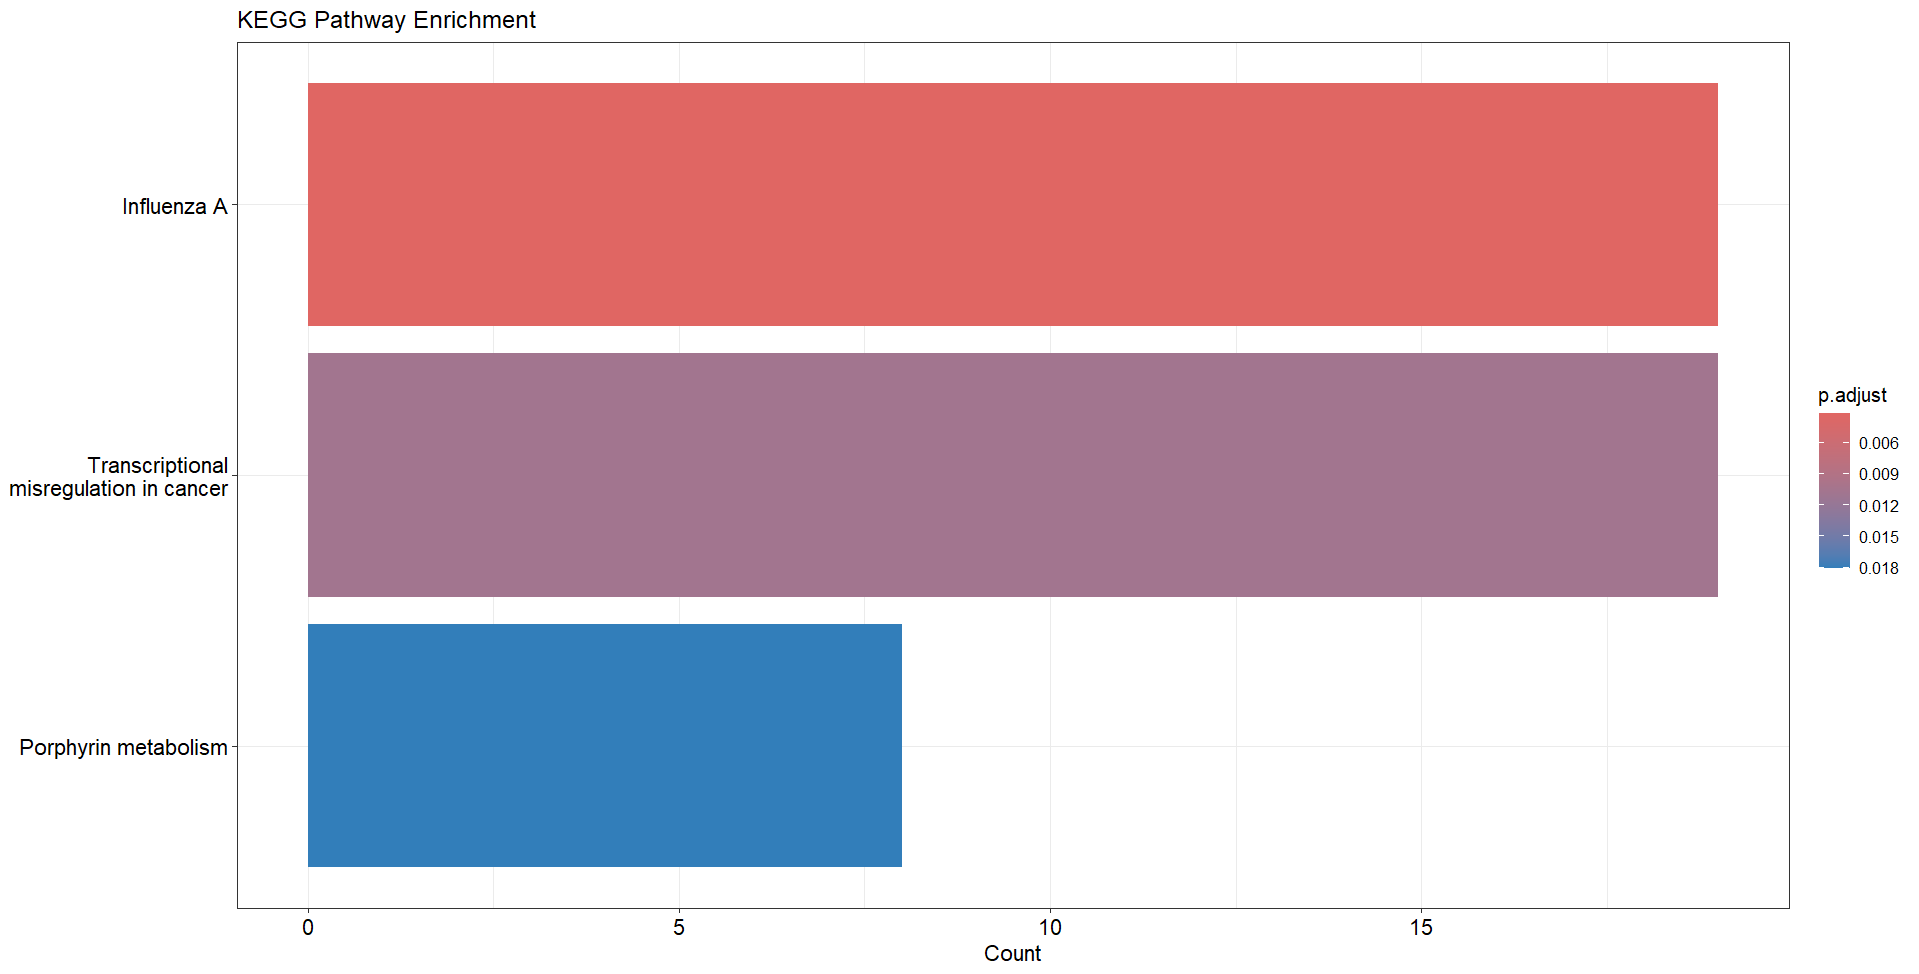 KEGG Pathway Enrichment
Influenza A
Transcriptional
misregulation in cancer
Porphyrin metabolism
0
5
10
15
Count
p.adjust
0.006
0.009
0.012
0.015
0.018